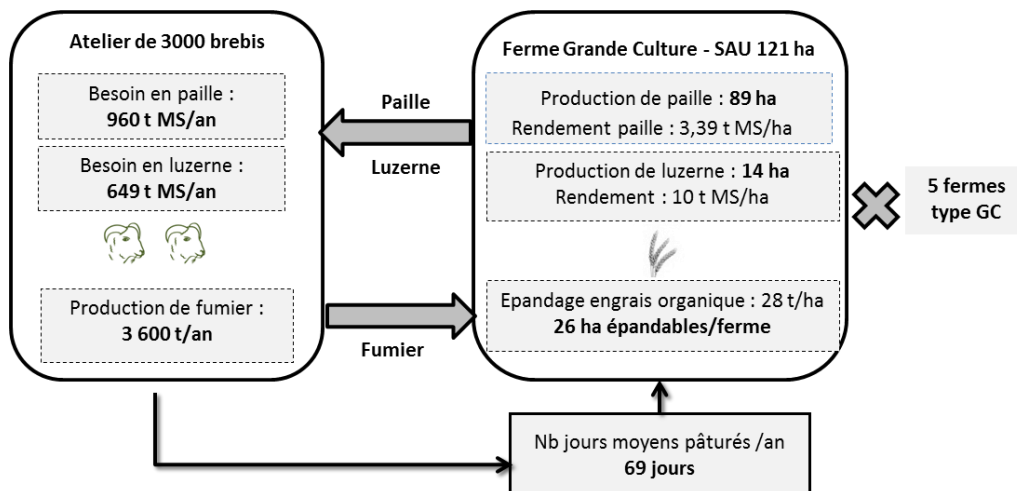 Atelier de 3000 brebis
Besoin en paille :
960 t MS/an
Besoin en luzerne :
649 t MS/an
Production de fumier :
3 600 t/an
Paille
Luzerne
Fumier
Ferme Grande Culture - SAU 121 ha
Production de paille : 89 ha
Rendement paille : 3,39 t MS/ha
Production de luzerne : 14 ha
Rendement : 10 t MS/ha
Epandage engrais organique : 28 t/ha
26 ha épandables/ferme
5 fermes
type GC
Nb jours moyens pâturés /an
69 jours